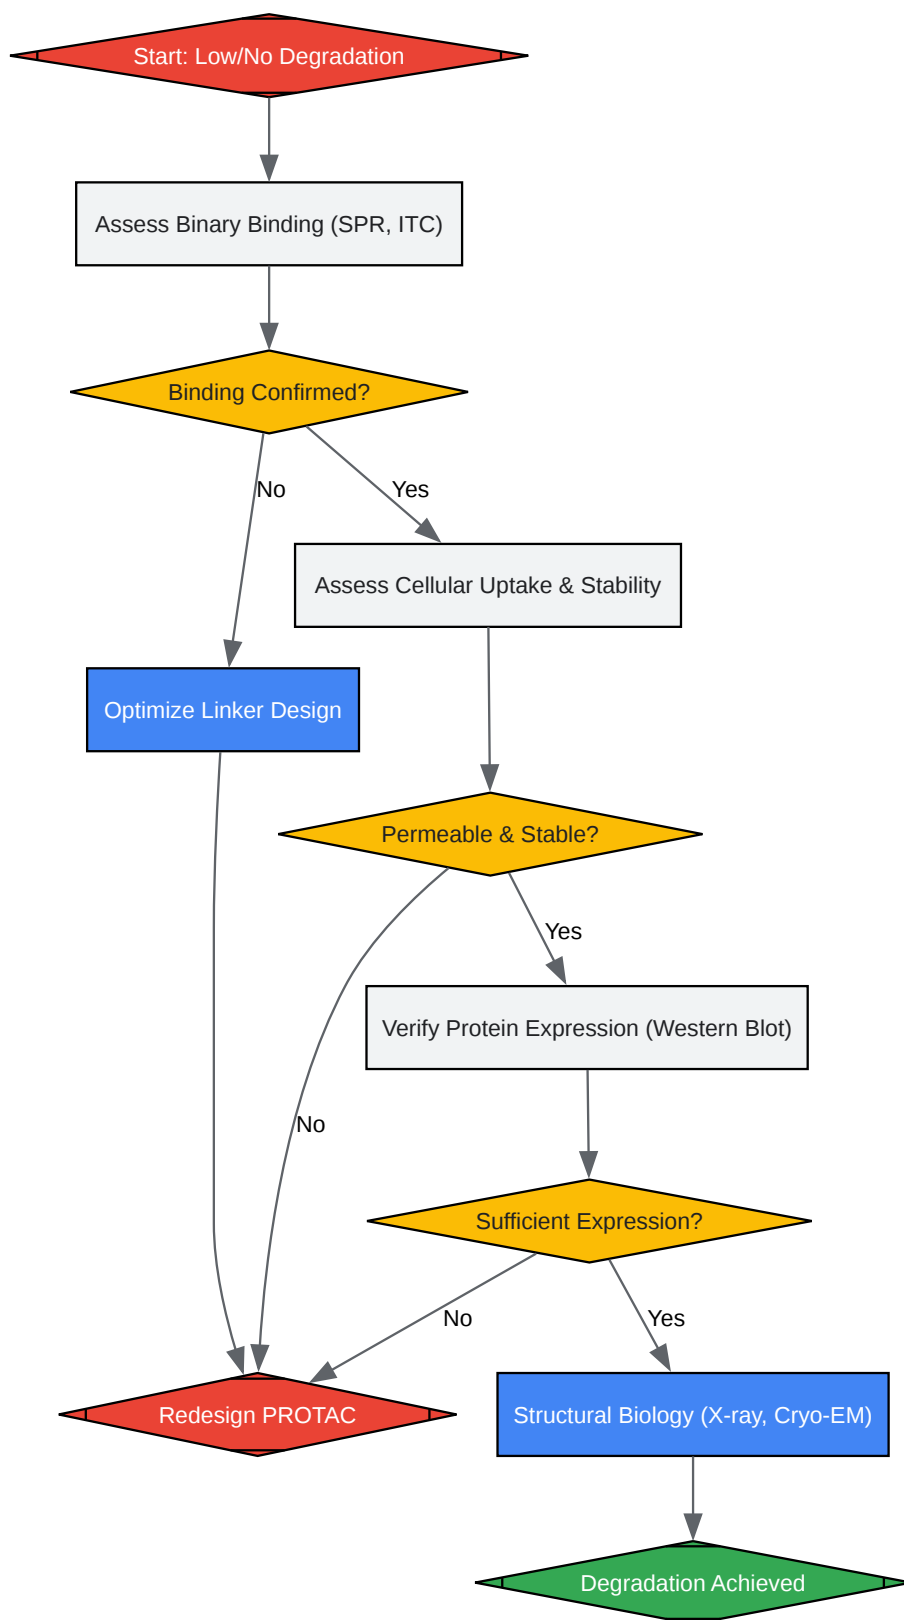 Start: Low/No Degradation
Assess Binary Binding (SPR, ITC)
Binding Confirmed?
No
Yes
Assess Cellular Uptake & Stability
Optimize Linker Design
Permeable & Stable?
Yes
Verify Protein Expression (Western Blot)
No
Sufficient Expression?
No
Yes
Redesign PROTAC
Structural Biology (X-ray, Cryo-EM)
Degradation Achieved